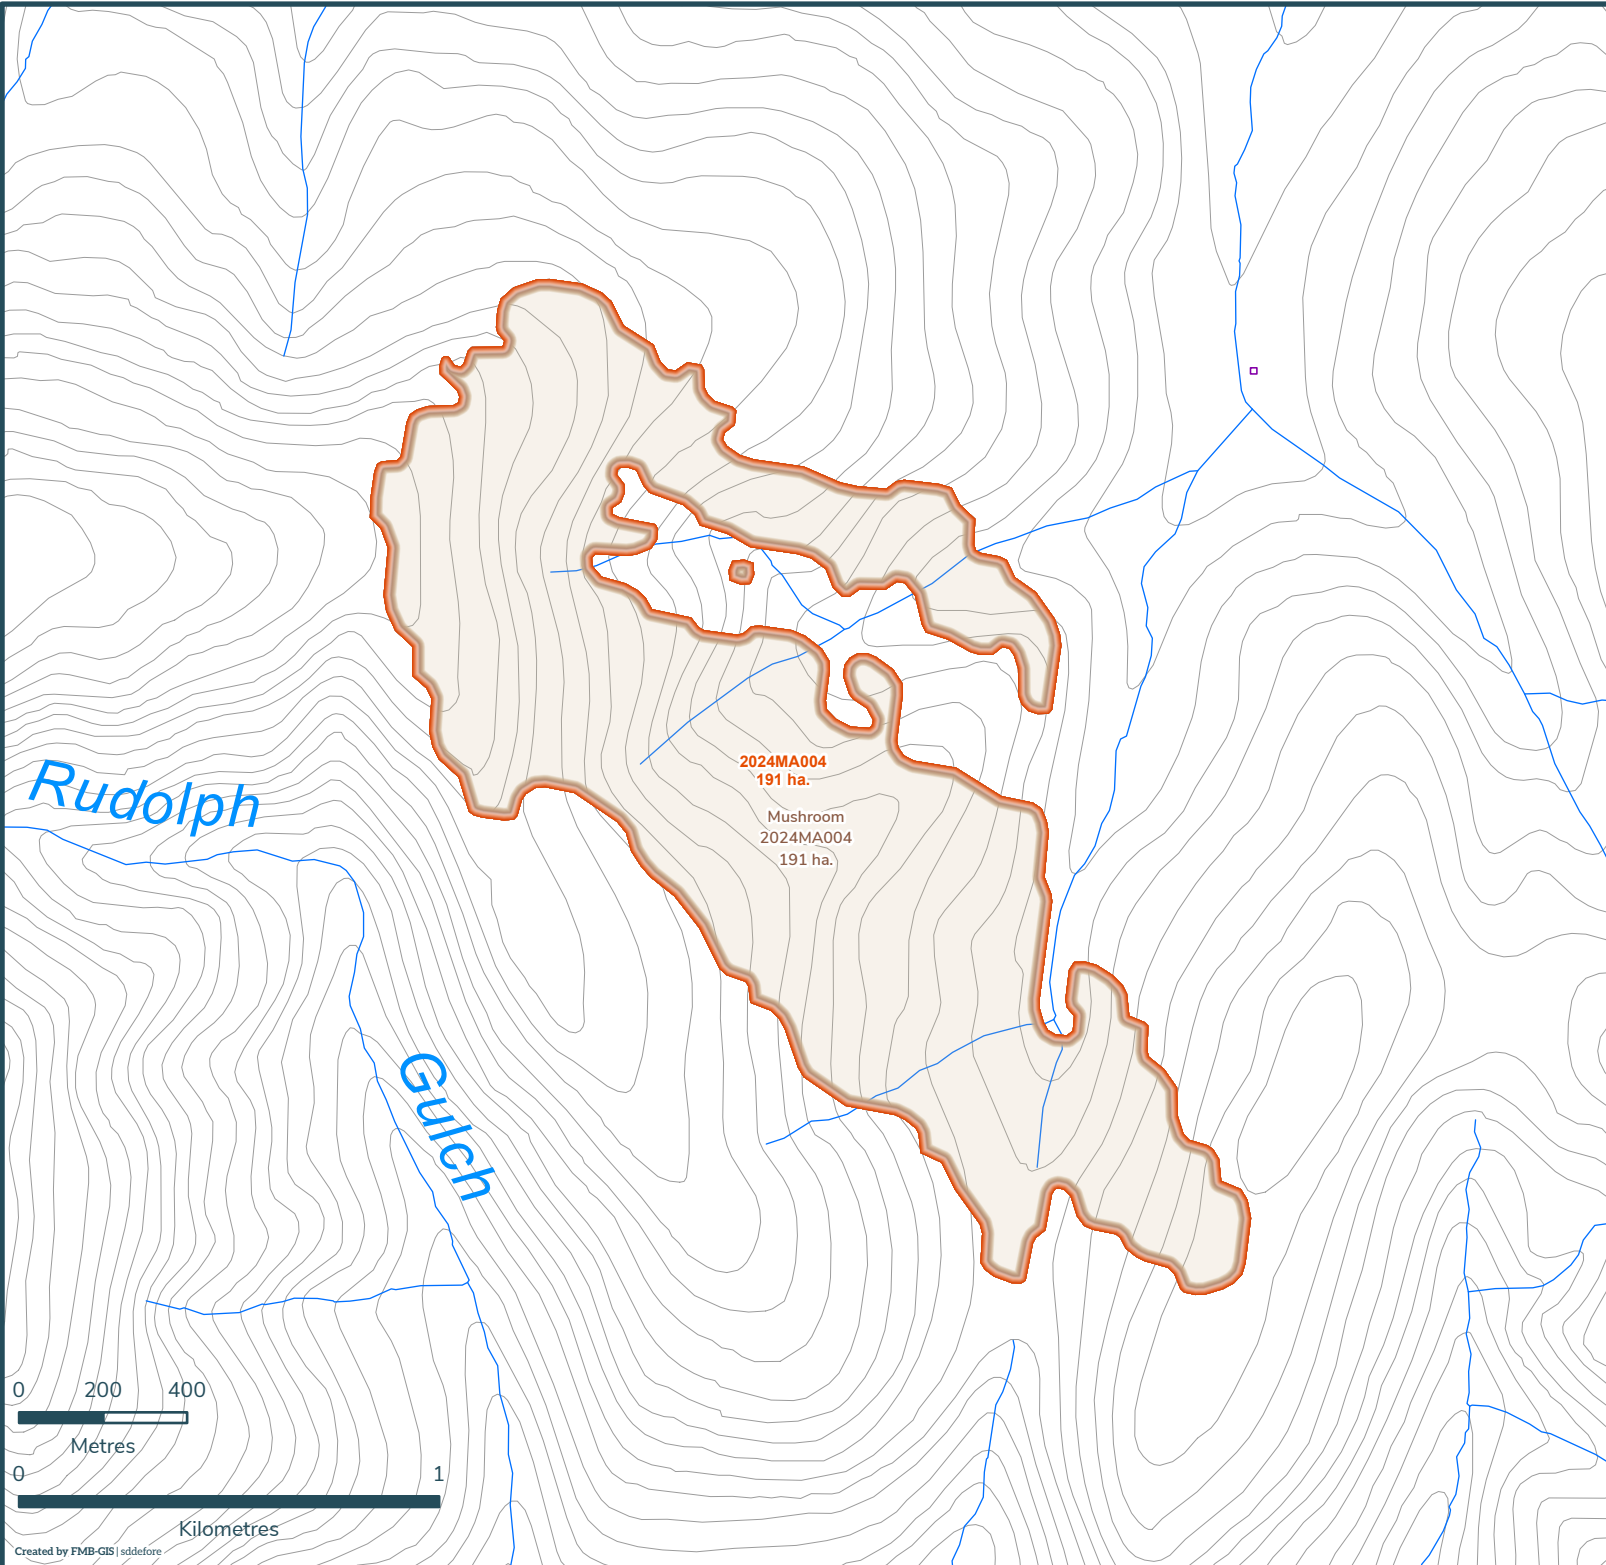 Rudolph
Gulch
2024MA004
191 ha.
Mushroom
2024MA004
191 ha.
0 200 400
Metres
0 1
Kilometres
Created by FMB-GIS | sddefore